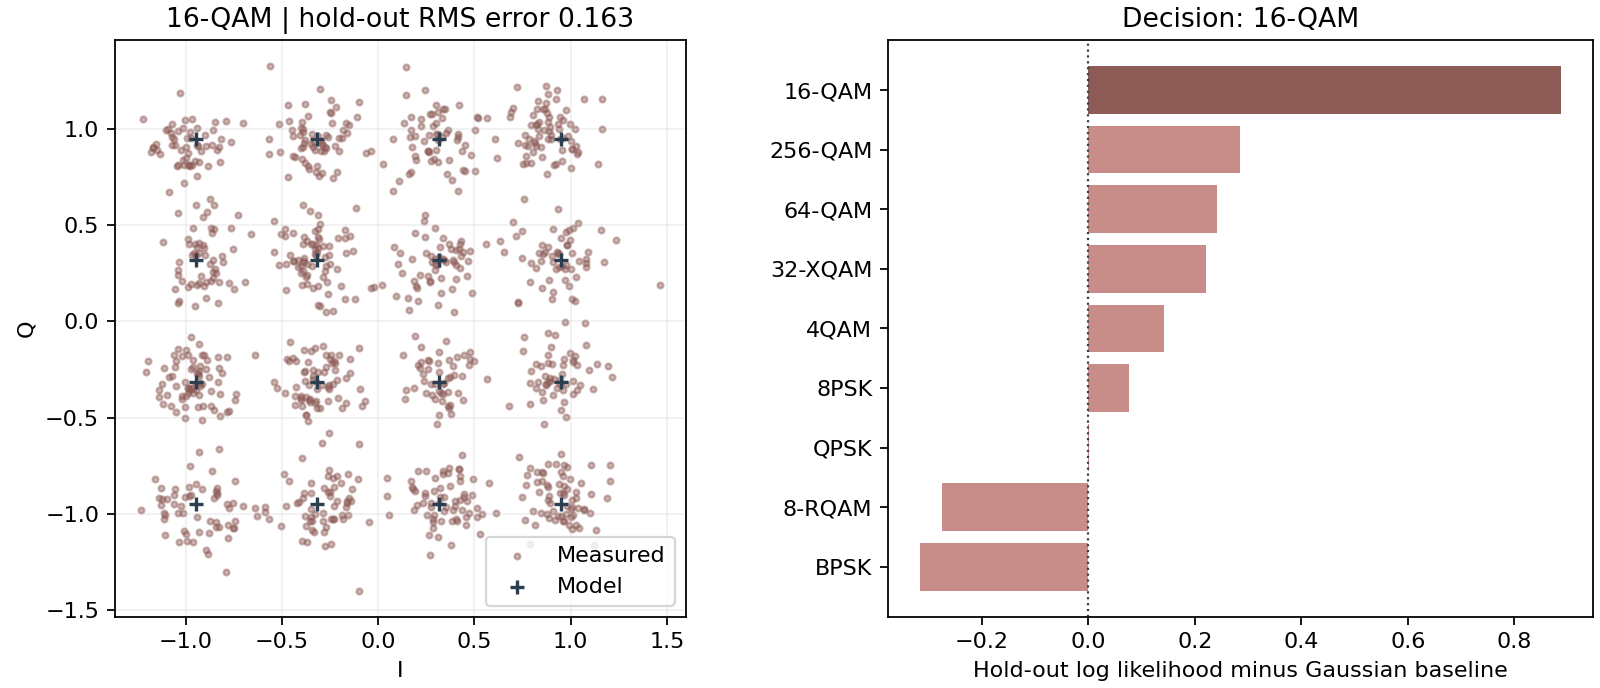 16-QAM | hold-out RMS error 0.163
Q
1.0
0.5
0.0
−0.5
−1.0
−1.5
−1.0
−0.5
0.0
0.5
1.0
1.5
I
Measured
Model
Decision: 16-QAM
16-QAM
256-QAM
64-QAM
32-XQAM
4QAM
8PSK
QPSK
8-RQAM
BPSK
−0.2
0.0
0.2
0.4
0.6
0.8
Hold-out log likelihood minus Gaussian baseline